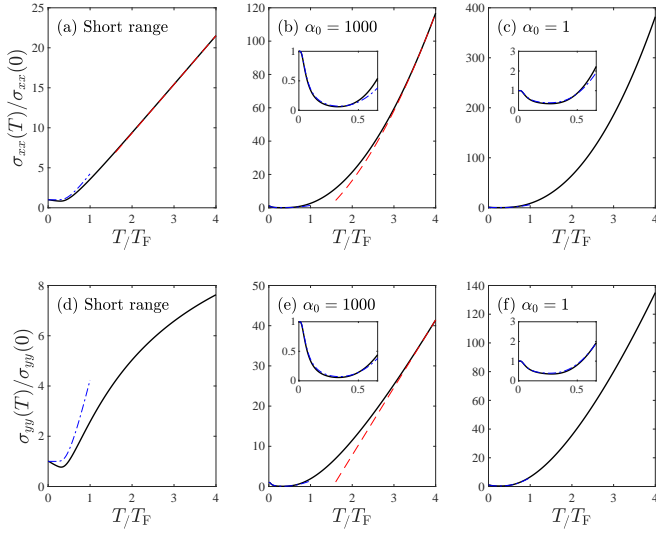 (a) Short range
(b) α₀ = 1000
(c) α₀ = 1
σxx(T)/σxx(0)
25
20
15
10
5
0
0 1 2 3 4
T/TF
120
100
80
60
40
20
0
0 1 2 3 4
T/TF
1
0.5
0
0.5
400
300
200
100
0
0 1 2 3 4
T/TF
3
2
1
0
0.5
(d) Short range
(e) α₀ = 1000
(f) α₀ = 1
σyy(T)/σyy(0)
8
6
4
2
0
0 1 2 3 4
T/TF
50
40
30
20
10
0
0 1 2 3 4
T/TF
1
0.5
0
0.5
140
120
100
80
60
40
20
0
0 1 2 3 4
T/TF
3
2
1
0
0.5